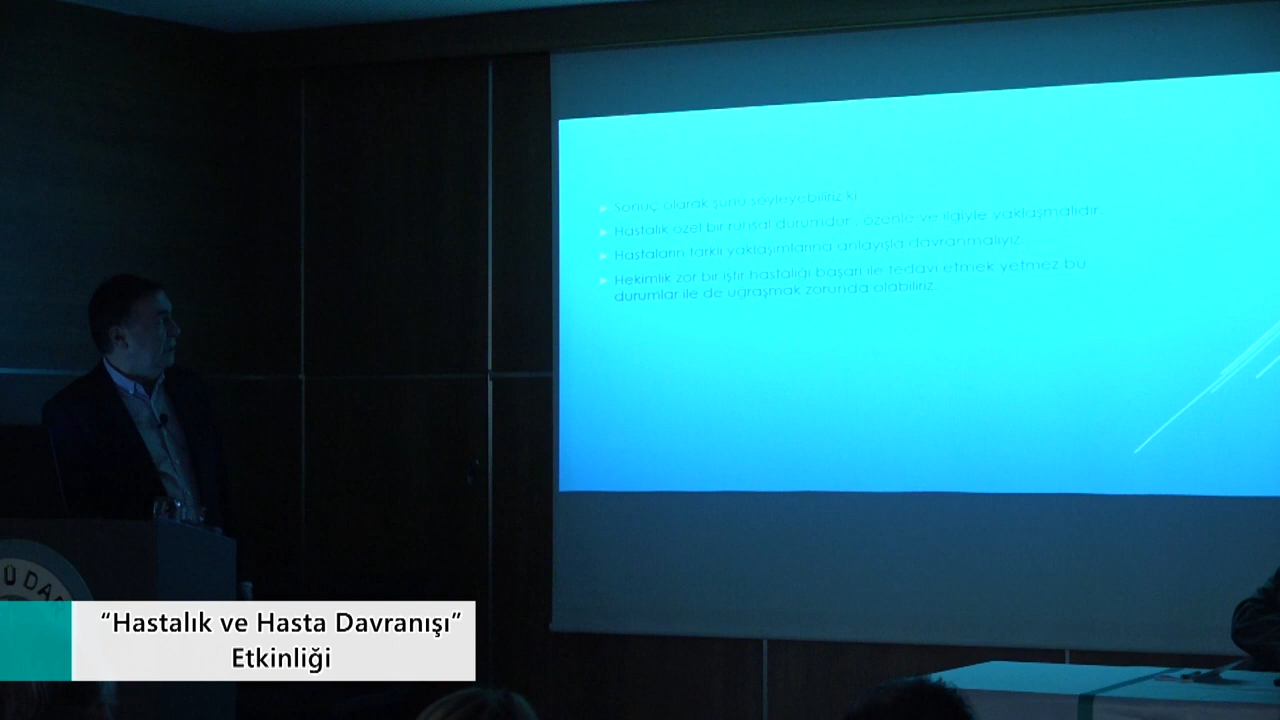 Sonuç olarak şunu söyleyebiliriz ki
Hastalık özel bir ruhsal durumdur , özenle ve ilgiyle yaklaşmalıdır.
Hastaların farklı yaklaşımlarına anlayışla davranmalıyız.
Hekimlik zor bir iştir hastalığı başarı ile tedavi etmek yetmez bu
durumlar ile de uğraşmak zorunda olabiliriz.
Ü DA
“Hastalık ve Hasta Davranışı”
Etkinliği